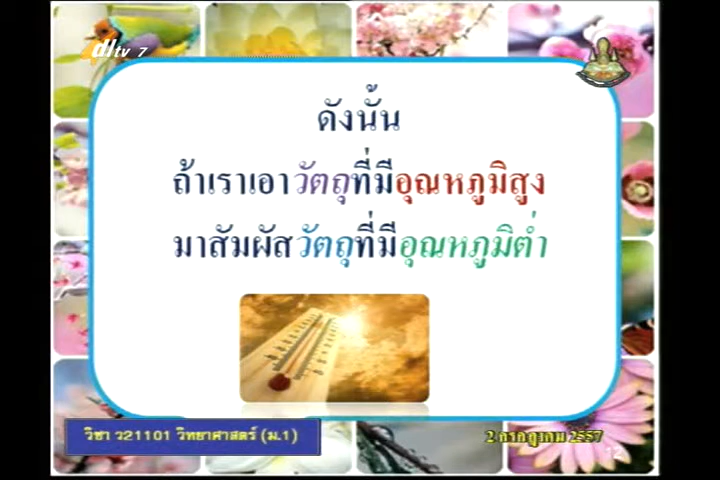 dltv 7
ดังนั้น
ถ้าเราเอาวัตถุที่มีอุณหภูมิสูง
มาสัมผัสวัตถุที่มีอุณหภูมิต่ำ
วิชา ว21101 วิทยาศาสตร์ (ม.1)
2 กรกฎาคม 2557
12